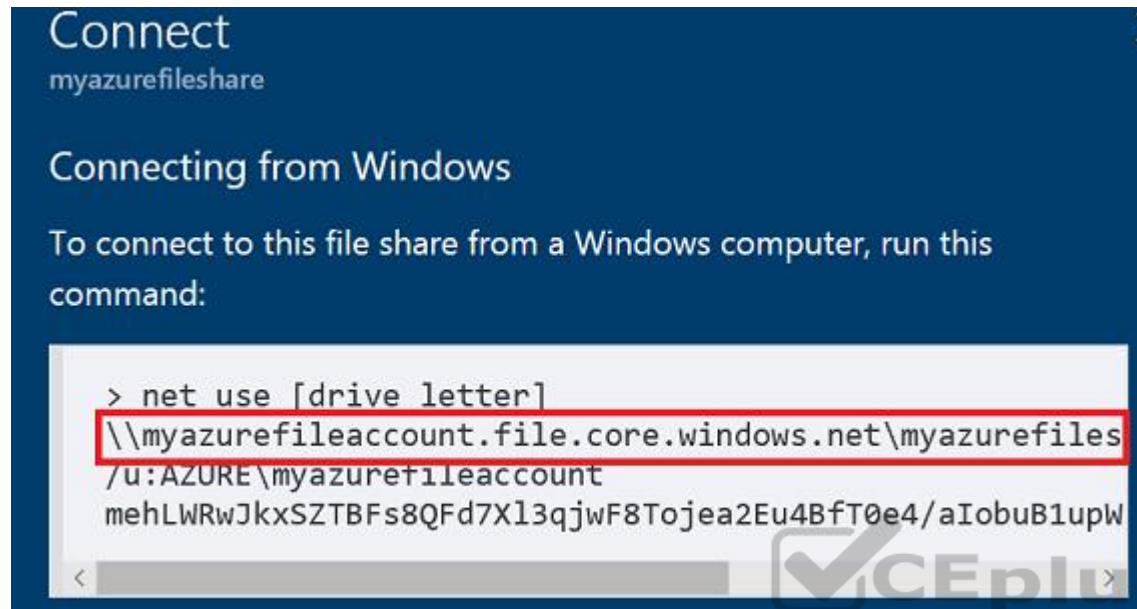 Connect
myazurefileshare
Connecting from Windows
To connect to this file share from a Windows computer, run this
command:
> net use [drive letter]
\\myazurefileaccount.file.core.windows.net\myazurefiles
/u:AZURE\myazurefileaccount
mehLWRwJkxSZTBFs8QFd7Xl3qjwF8Tojea2Eu4BfT0e4/aIobuB1upW
CEplu